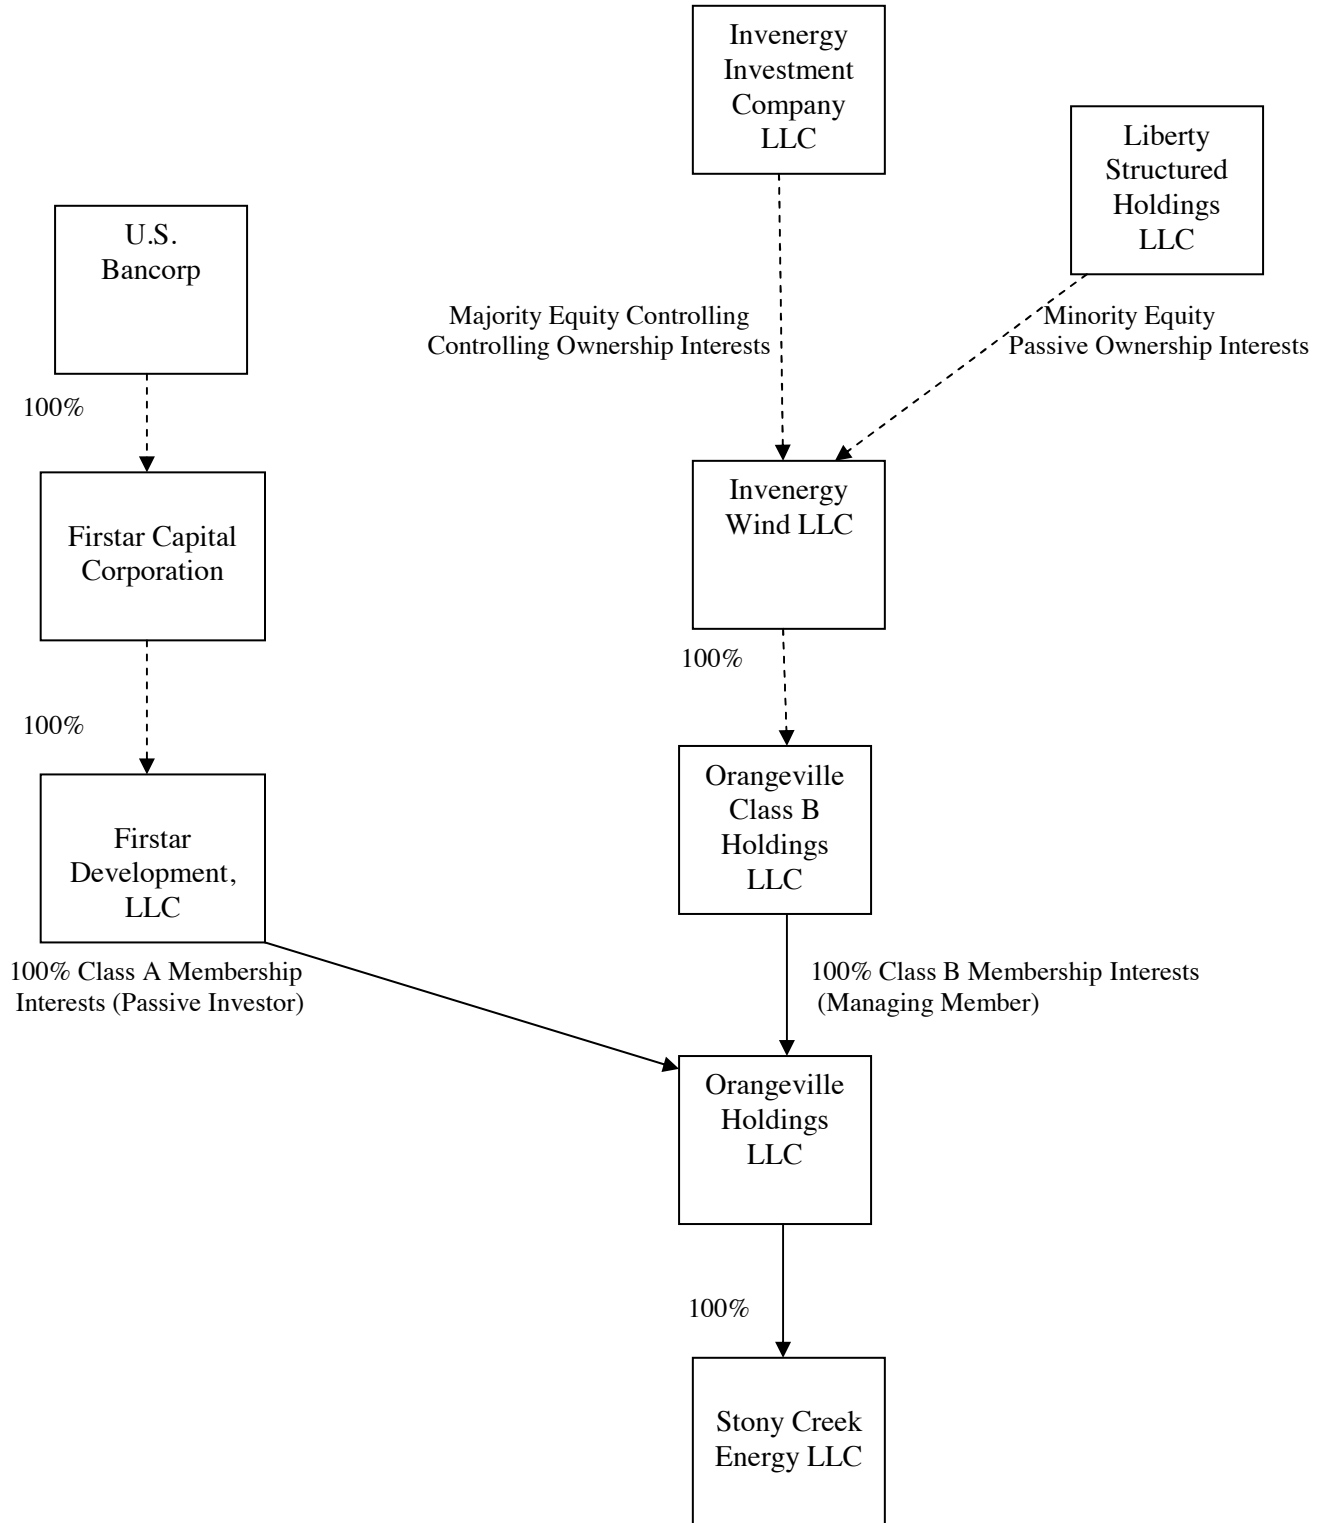 Invenergy
Investment
Company
LLC
Liberty
Structured
Holdings
LLC
U.S.
Bancorp
Majority Equity Controlling
Controlling Ownership Interests
Minority Equity
Passive Ownership Interests
100%
Firstar Capital
Corporation
Invenergy
Wind LLC
100%
100%
Firstar
Development,
LLC
Orangeville
Class B
Holdings
LLC
100% Class A Membership
Interests (Passive Investor)
100% Class B Membership Interests
(Managing Member)
Orangeville
Holdings
LLC
100%
Stony Creek
Energy LLC